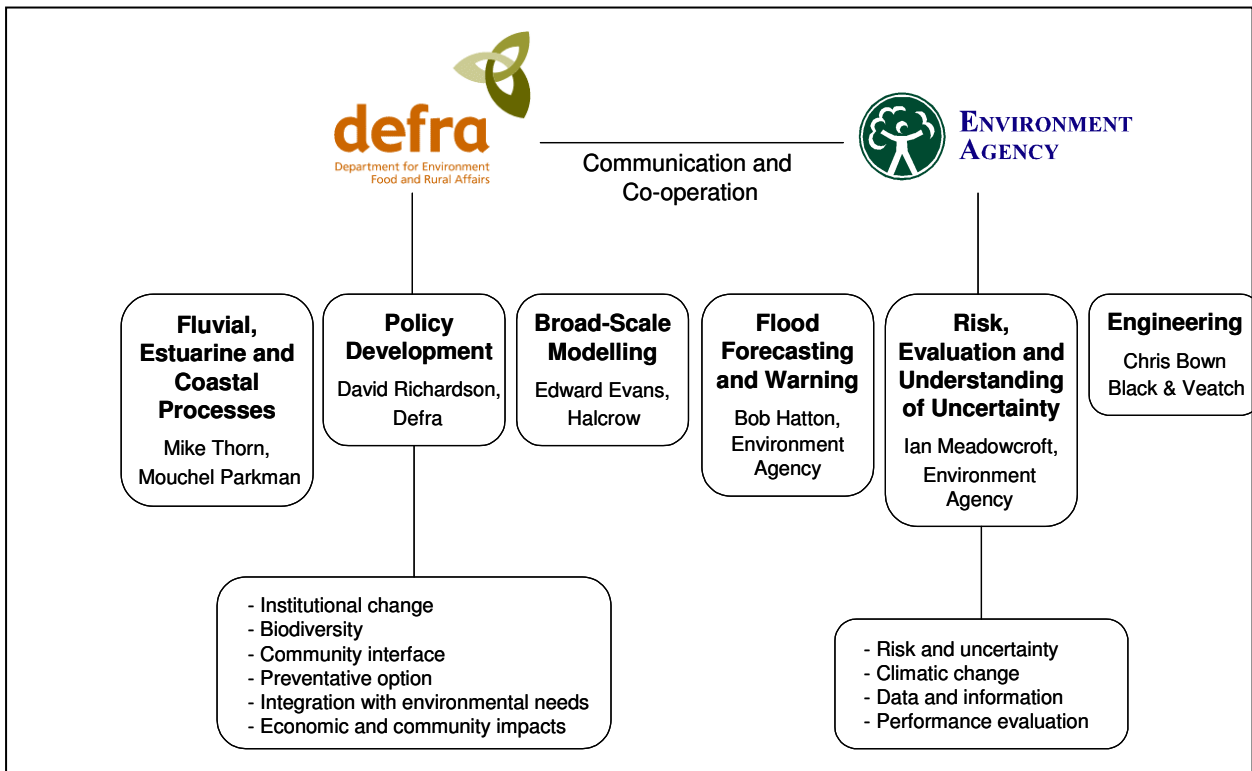 defra
Department for Environment
Food and Rural Affairs
Communication and
Co-operation
ENVIRONMENT
AGENCY
Fluvial,
Estuarine and
Coastal
Processes
Mike Thorn,
Mouchel Parkman
Policy
Development
David Richardson,
Defra
Broad-Scale
Modelling
Edward Evans,
Halcrow
Flood
Forecasting
and Warning
Bob Hatton,
Environment
Agency
Risk,
Evaluation and
Understanding
of Uncertainty
Ian Meadowcroft,
Environment
Agency
Engineering
Chris Bown
Black & Veatch
- Institutional change
- Biodiversity
- Community interface
- Preventative option
- Integration with environmental needs
- Economic and community impacts
- Risk and uncertainty
- Climatic change
- Data and information
- Performance evaluation